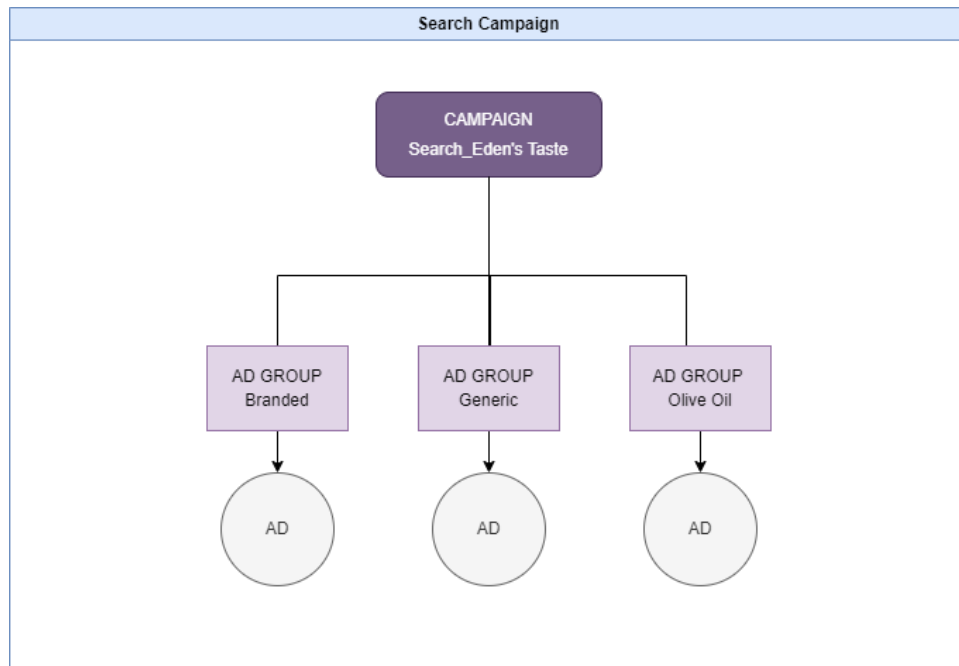 Search Campaign
CAMPAIGN
Search_Eden's Taste
AD GROUP
Branded
AD GROUP
Generic
AD GROUP
Olive Oil
AD
AD
AD